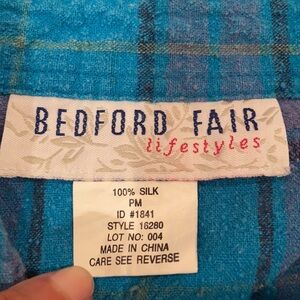 BEDFORD FAIR
lifestyles
100% SILK
PM
ID #1841
STYLE 16280
LOT NO: 004
MADE IN CHINA
CARE SEE REVERSE